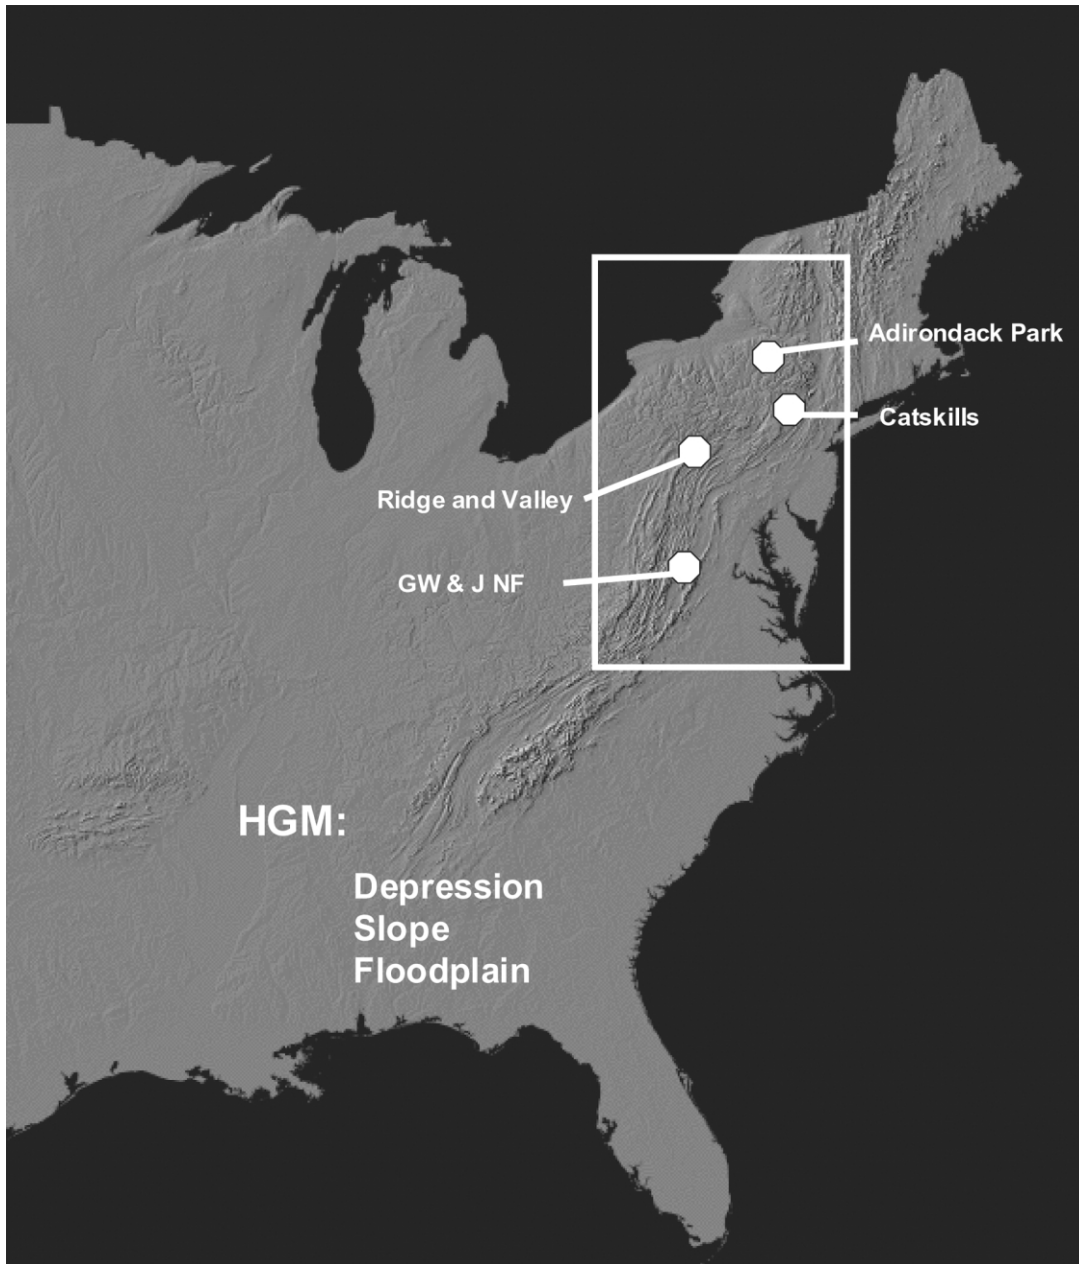 Adirondack Park
Catskills
Ridge and Valley
GW & J NF
HGM:
Depression
Slope
Floodplain